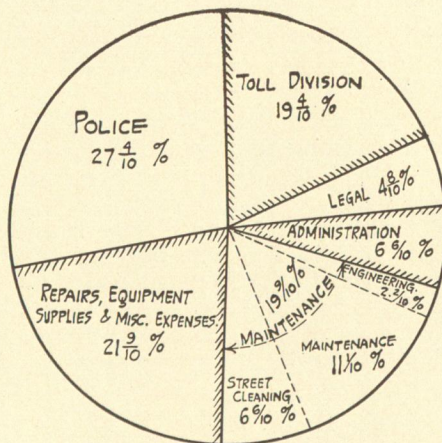 TOLL DIVISION
19 4/10 %
POLICE
27 4/10 %
LEGAL 4 8/10 %
ADMINISTRATION
6 6/10 %
ENGINEERING.
2 2/10 %
19 9/10 %
MAINTENANCE
MAINTENANCE
11 1/10 %
REPAIRS, EQUIPMENT
SUPPLIES & MISC. EXPENSES
21 9/10 %
STREET
CLEANING
6 6/10 %